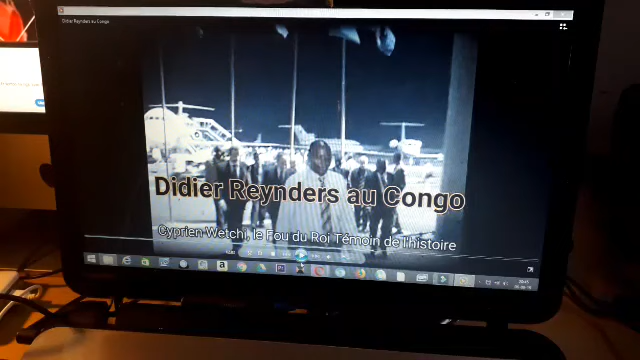 Didier Reynders au Congo
Didier Reynders au Congo
Cyprien Wetchi, le Fou du Roi Témoin de l'histoire